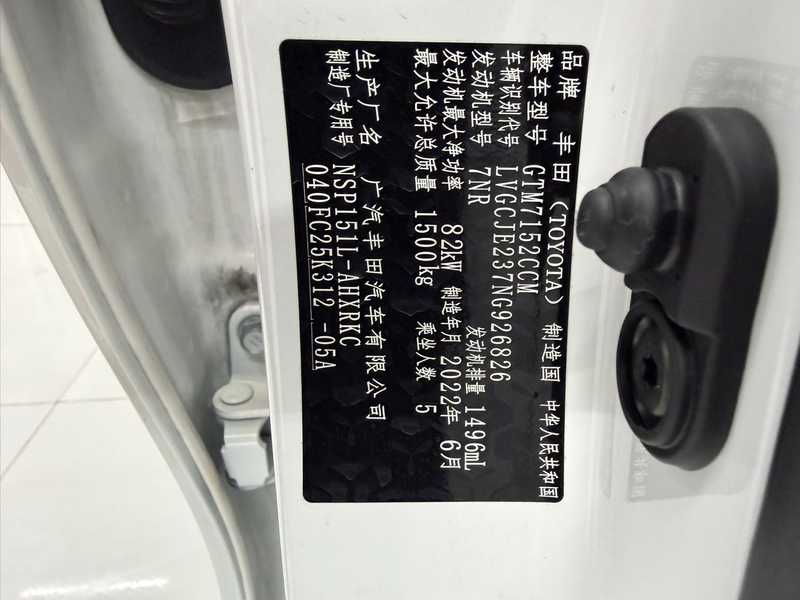 品牌 丰田(TOYOTA) 制造国 中华人民共和国
整车型号 GTM7152CCM
车辆识别代号 LVGCJE237NG926826
发动机型号 7NR 发动机排量 1496mL
发动机最大净功率 82kW 制造年月 2022年 6月
最大允许总质量 1500kg 乘坐人数 5
生产厂名 广汽丰田汽车有限公司
制造厂专用号 NSP151L-AHXRKC
040FC25K312 -05A